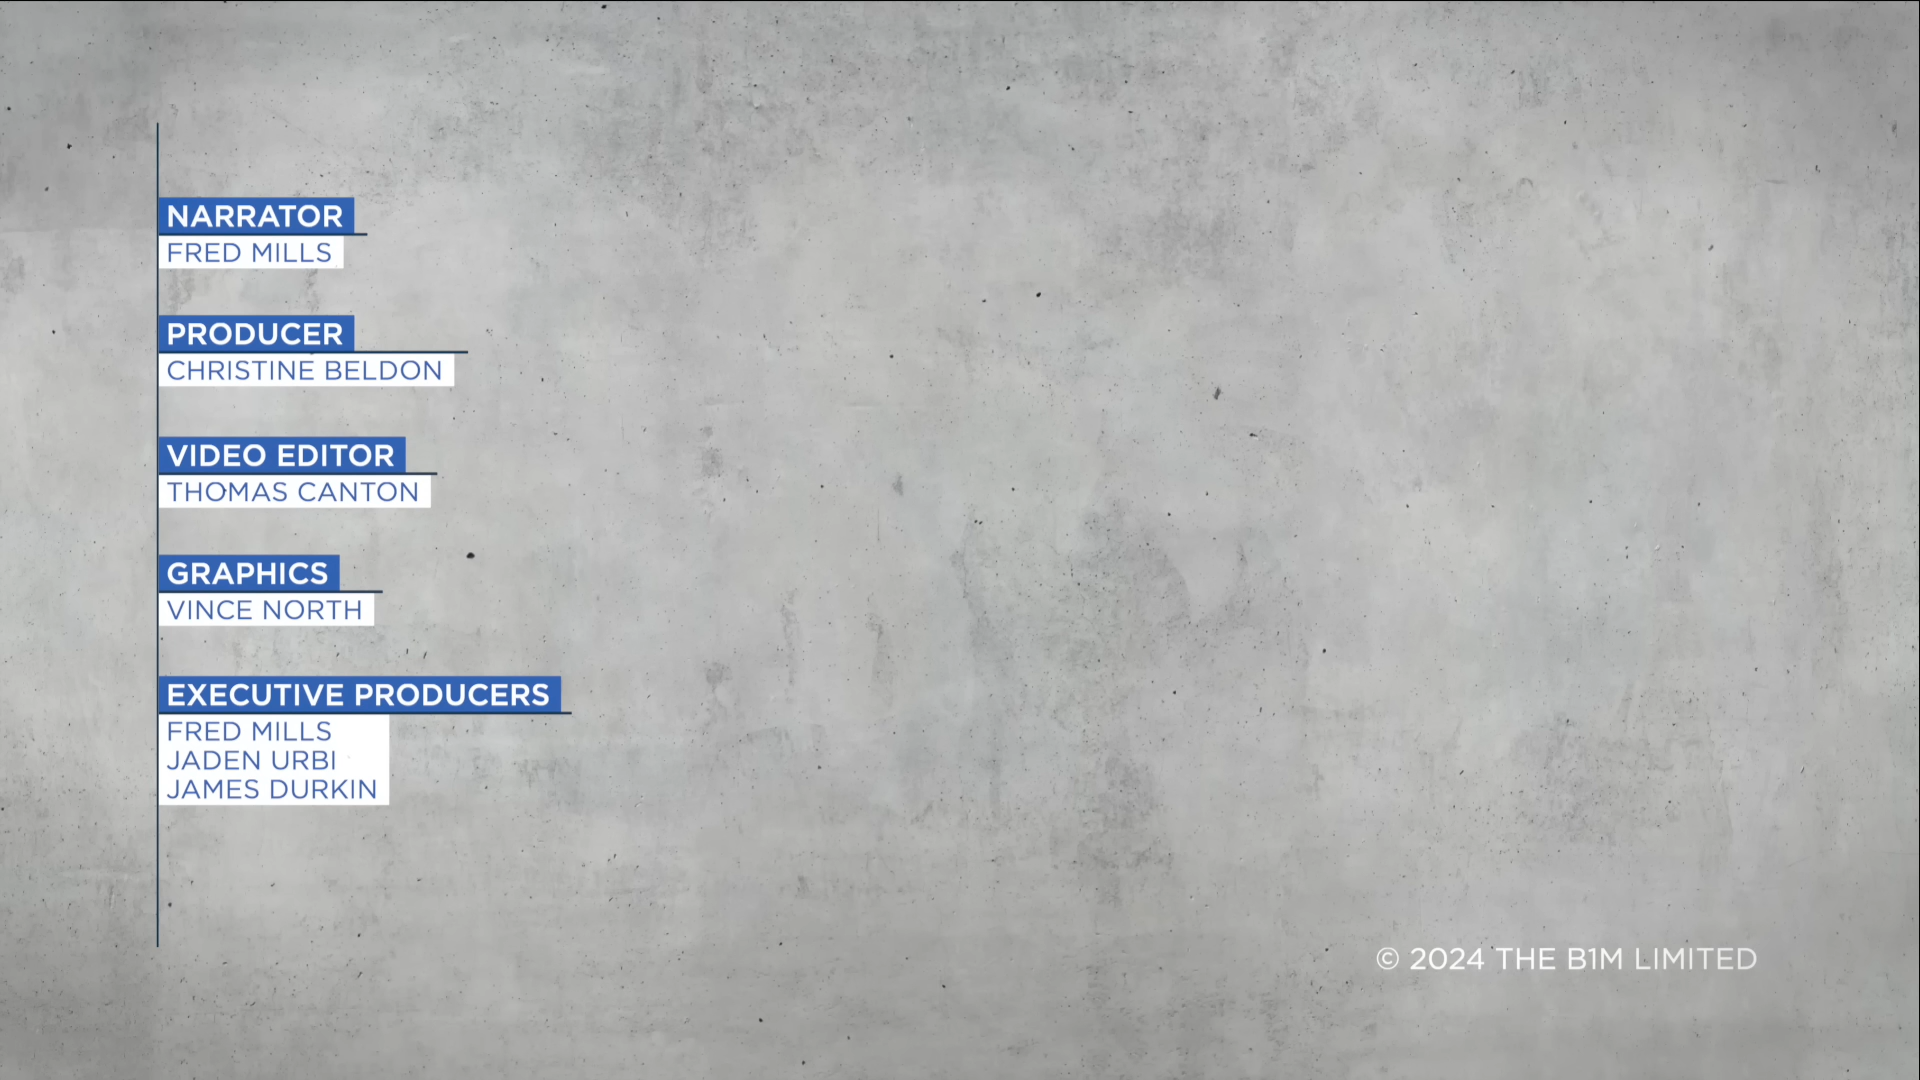 NARRATOR
FRED MILLS
PRODUCER
CHRISTINE BELDON
VIDEO EDITOR
THOMAS CANTON
GRAPHICS
VINCE NORTH
EXECUTIVE PRODUCERS
FRED MILLS
JADEN URBI
JAMES DURKIN
© 2024 THE B1M LIMITED